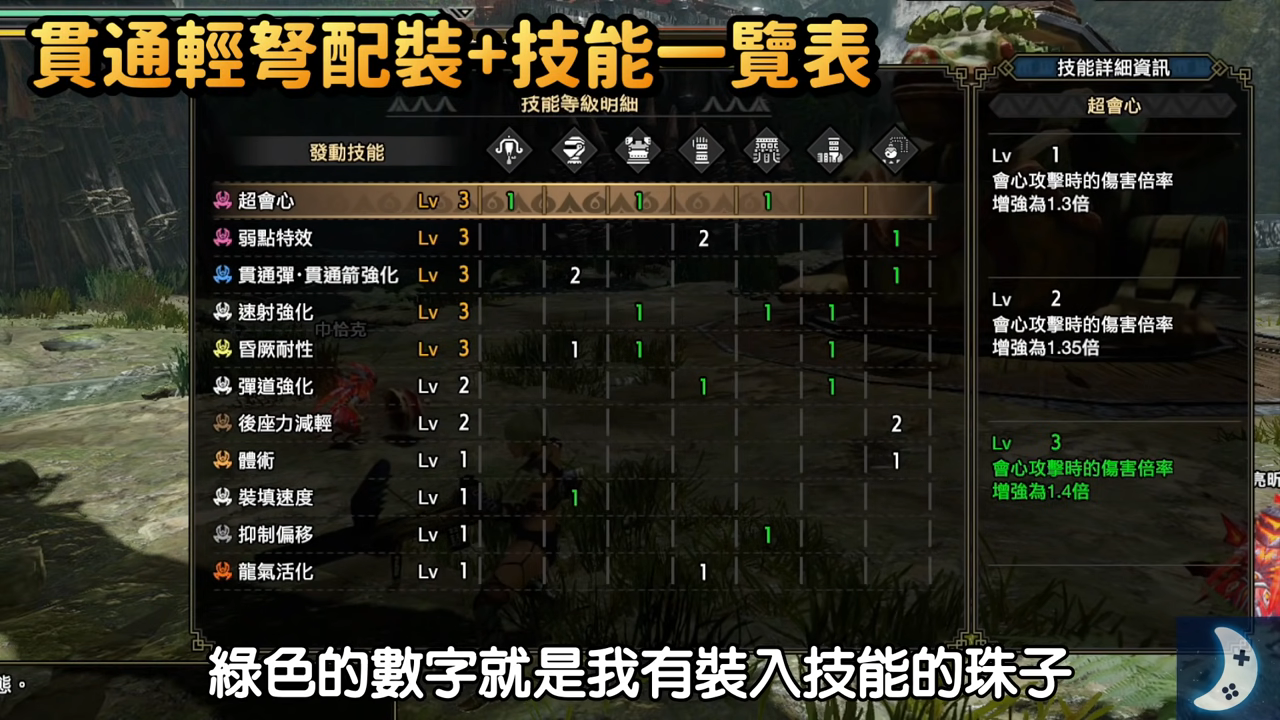 貫通輕弩配裝+技能一覽表
技能等級明細
發動技能
超會心 Lv 3 1 1 1
弱點特效 Lv 3 2 1
貫通彈·貫通箭強化 Lv 3 2 1
速射強化 Lv 3 1 1 1
巾恰克
昏厥耐性 Lv 3 1 1 1
彈道強化 Lv 2 1 1
後座力減輕 Lv 2 2
體術 Lv 1 1
裝填速度 Lv 1 1
抑制偏移 Lv 1 1
龍氣活化 Lv 1 1
技能詳細資訊
超會心
Lv 1
會心攻擊時的傷害倍率
增強為1.3倍
Lv 2
會心攻擊時的傷害倍率
增強為1.35倍
Lv 3
會心攻擊時的傷害倍率
增強為1.4倍
態。
綠色的數字就是我有裝入技能的珠子